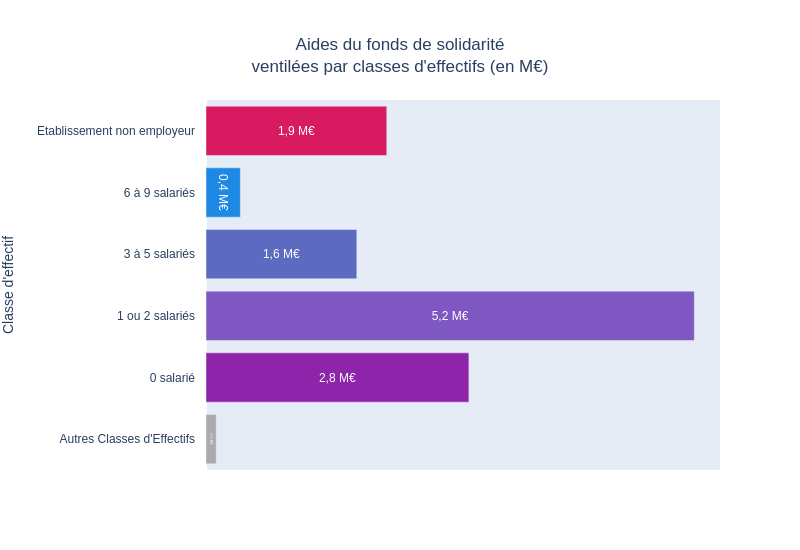 Aides du fonds de solidarité
ventilées par classes d'effectifs (en M€)
Classe d'effectif
Etablissement non employeur
1,9 M€
6 à 9 salariés
0,4 M€
3 à 5 salariés
1,6 M€
1 ou 2 salariés
5,2 M€
0 salarié
2,8 M€
Autres Classes d'Effectifs